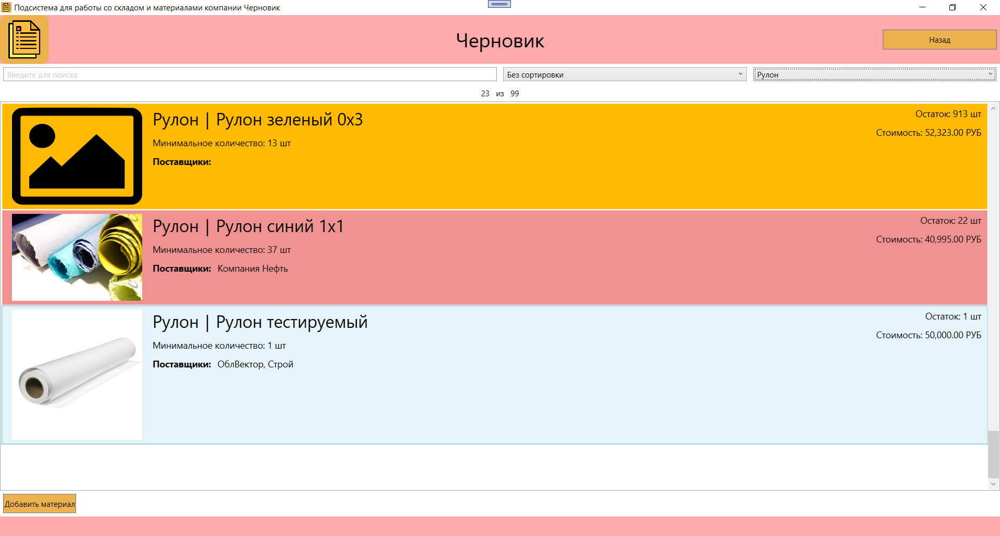 Подсистема для работы со складом и материалами компании Черновик
Черновик
Назад
Введите для поиска
Без сортировки
Рулон
23 из 99
Рулон | Рулон зеленый 0x3
Остаток: 913 шт
Минимальное количество: 13 шт
Стоимость: 52,323.00 РУБ
Поставщики:
Рулон | Рулон синий 1x1
Остаток: 22 шт
Минимальное количество: 37 шт
Стоимость: 40,995.00 РУБ
Поставщики: Компания Нефть
Рулон | Рулон тестируемый
Остаток: 1 шт
Минимальное количество: 1 шт
Стоимость: 50,000.00 РУБ
Поставщики: ОблВектор, Строй
Добавить материал